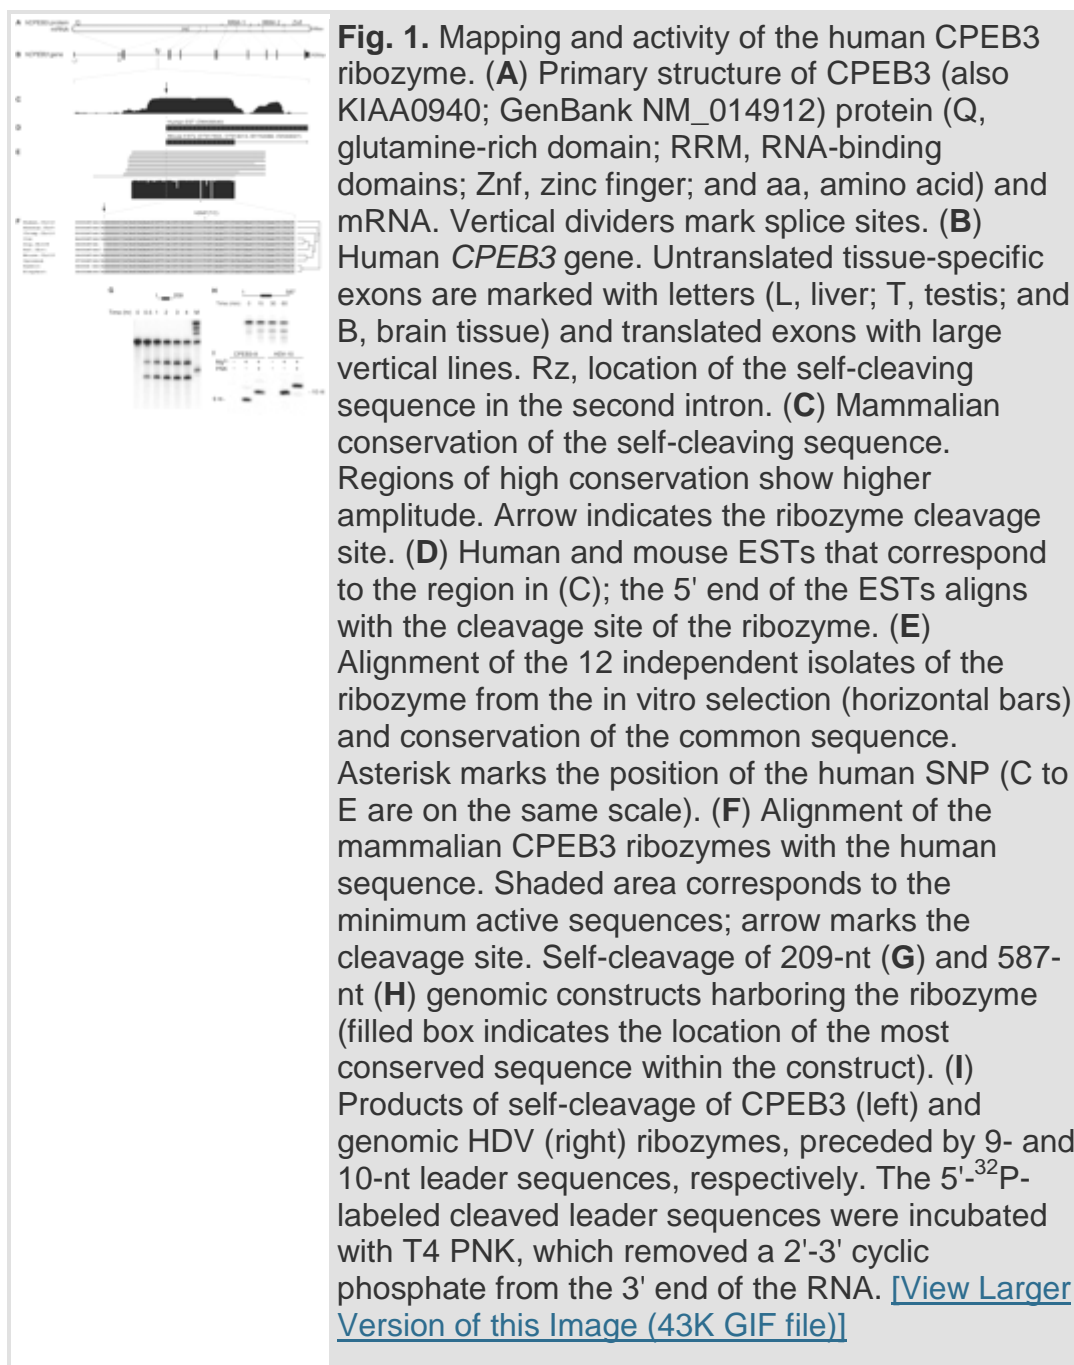 A
B
C
D
E
F
G
H
I
Fig. 1. Mapping and activity of the human CPEB3
ribozyme. (A) Primary structure of CPEB3 (also
KIAA0940; GenBank NM_014912) protein (Q,
glutamine-rich domain; RRM, RNA-binding
domains; Znf, zinc finger; and aa, amino acid) and
mRNA. Vertical dividers mark splice sites. (B)
Human CPEB3 gene. Untranslated tissue-specific
exons are marked with letters (L, liver; T, testis; and
B, brain tissue) and translated exons with large
vertical lines. Rz, location of the self-cleaving
sequence in the second intron. (C) Mammalian
conservation of the self-cleaving sequence.
Regions of high conservation show higher
amplitude. Arrow indicates the ribozyme cleavage
site. (D) Human and mouse ESTs that correspond
to the region in (C); the 5' end of the ESTs aligns
with the cleavage site of the ribozyme. (E)
Alignment of the 12 independent isolates of the
ribozyme from the in vitro selection (horizontal bars)
and conservation of the common sequence.
Asterisk marks the position of the human SNP (C to
E are on the same scale). (F) Alignment of the
mammalian CPEB3 ribozymes with the human
sequence. Shaded area corresponds to the
minimum active sequences; arrow marks the
cleavage site. Self-cleavage of 209-nt (G) and 587-
nt (H) genomic constructs harboring the ribozyme
(filled box indicates the location of the most
conserved sequence within the construct). (I)
Products of self-cleavage of CPEB3 (left) and
genomic HDV (right) ribozymes, preceded by 9- and
10-nt leader sequences, respectively. The 5'-32P-
labeled cleaved leader sequences were incubated
with T4 PNK, which removed a 2'-3' cyclic
phosphate from the 3' end of the RNA. [View Larger
Version of this Image (43K GIF file)]